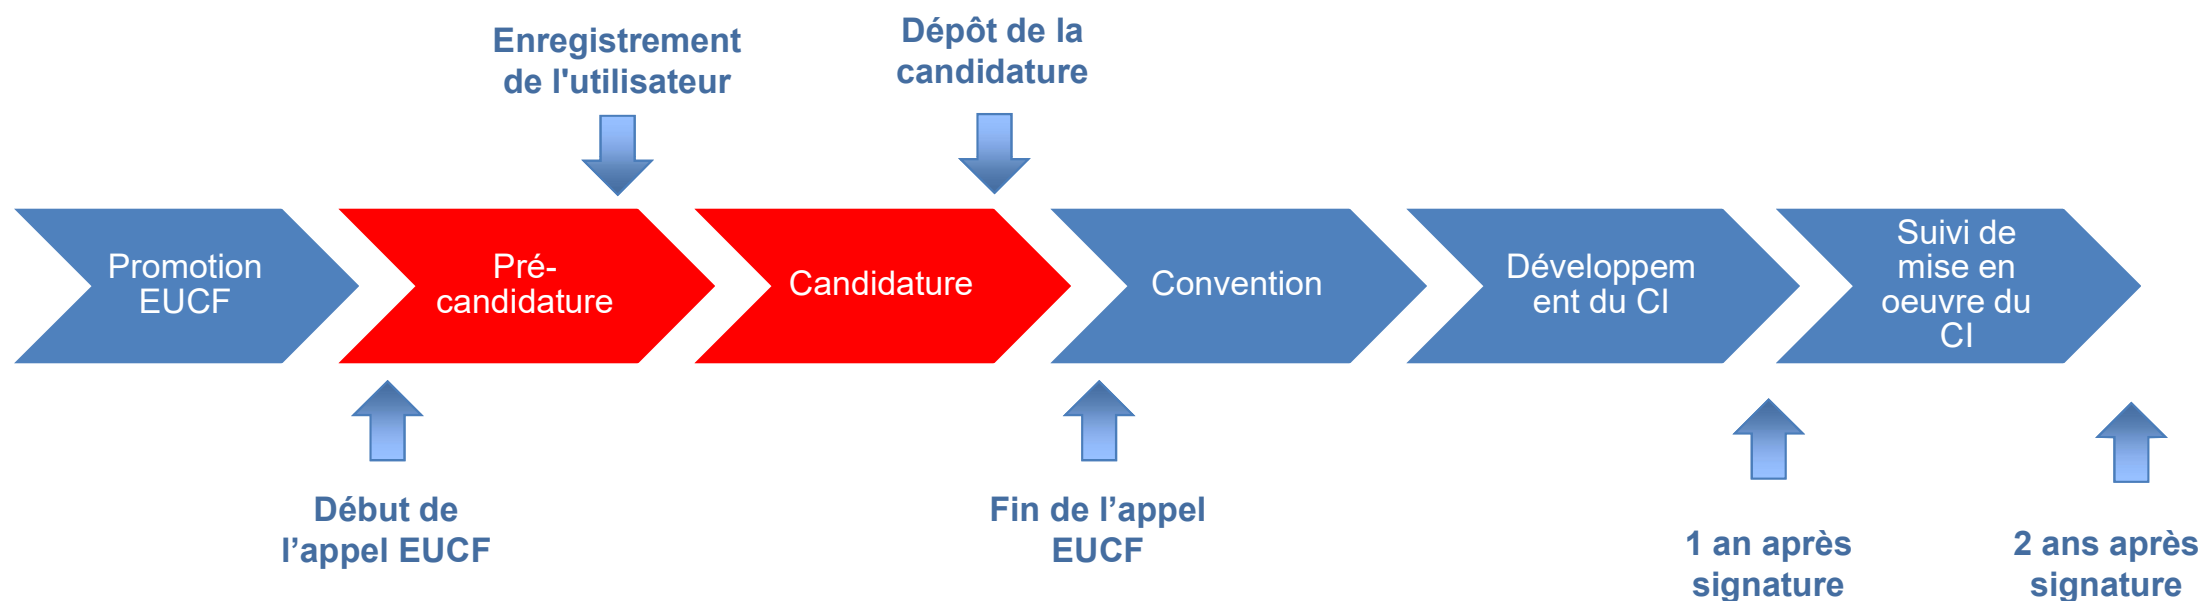 Enregistrement
de l'utilisateur
Dépôt de la
candidature
Promotion
EUCF
Pré-
candidature
Candidature
Convention
Développem
ent du CI
Suivi de
mise en
oeuvre du
CI
Début de
l’appel EUCF
Fin de l’appel
EUCF
1 an après
signature
2 ans après
signature